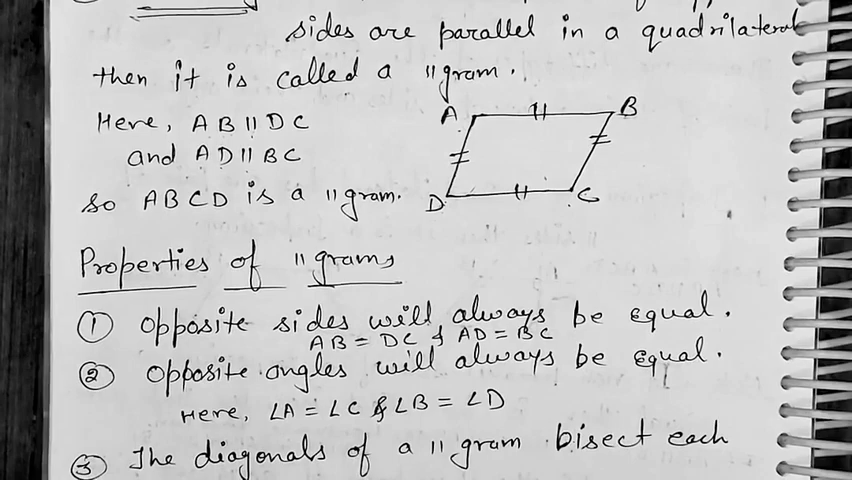 sides are parallel in a quadrilateral
then it is called a ||gram.
Here, AB || DC
and AD || BC
So ABCD is a ||gram.
A B
D C
Properties of ||grams
① Opposite sides will always be equal.
AB = DC & AD = BC
② Opposite angles will always be equal.
Here, ∠A = ∠C & ∠B = ∠D
③ The diagonals of a ||gram bisect each